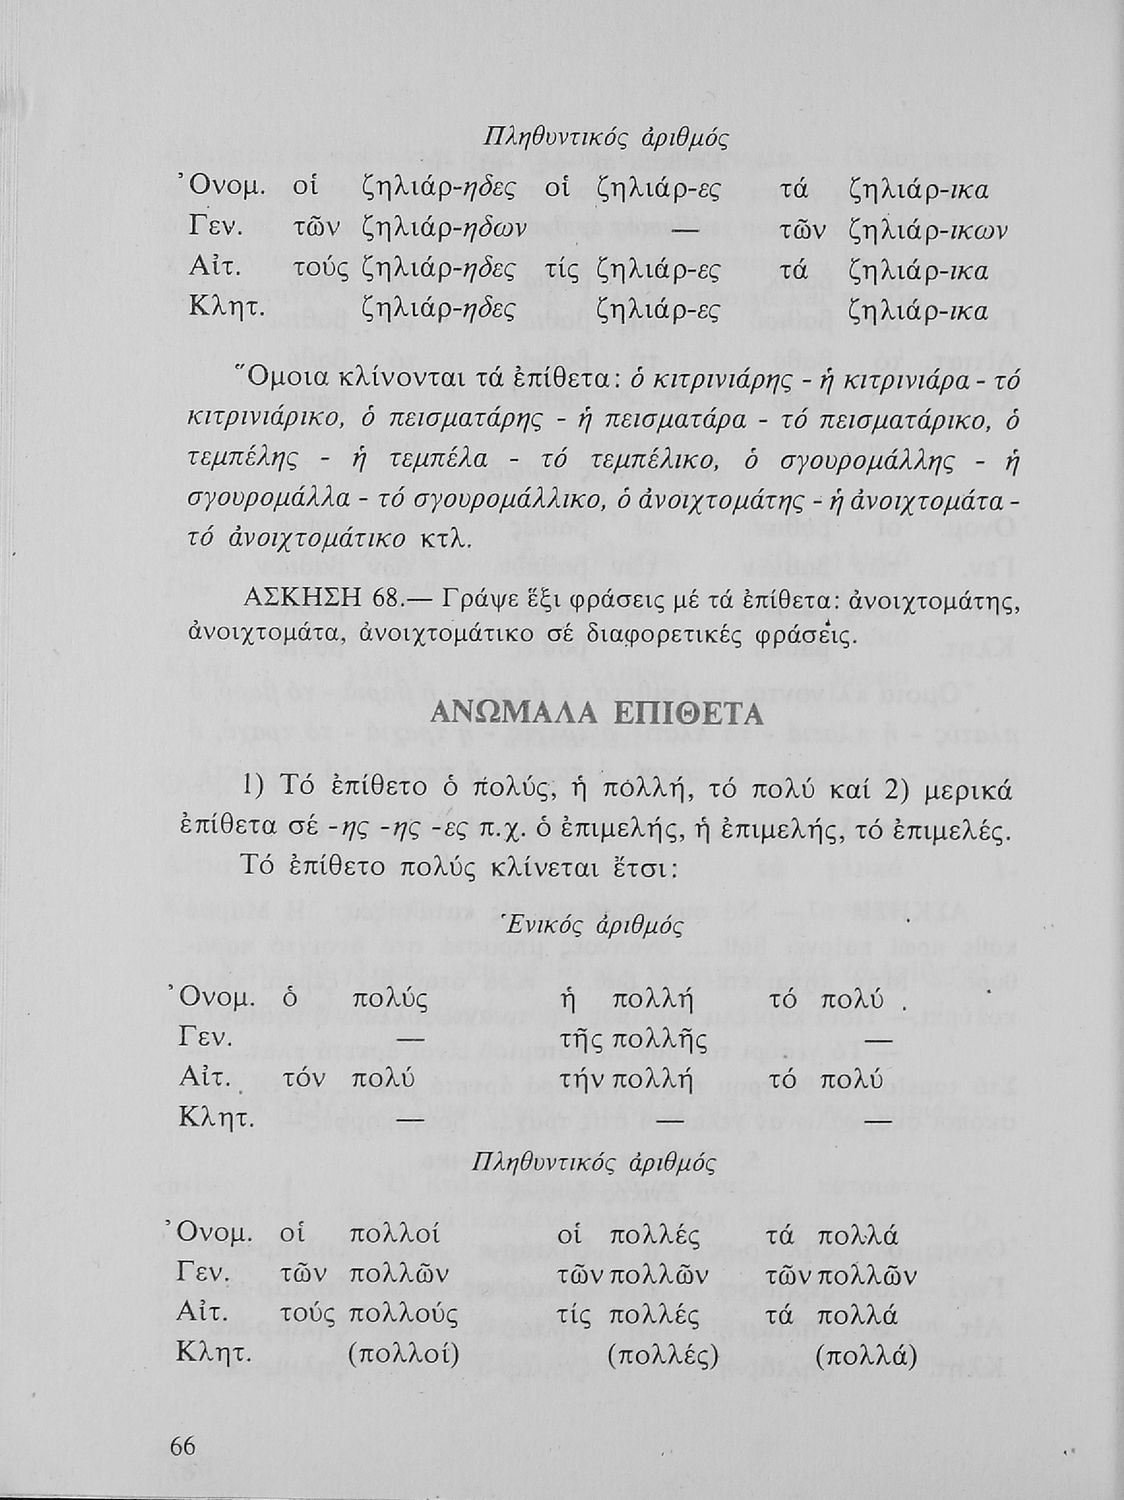 Πληθυντικός ἀριθμός
Ὀνομ. οἱ ζηλιάρ-ηδες οἱ ζηλιάρ-ες τά ζηλιάρ-ικα
Γεν. τῶν ζηλιάρ-ηδων — τῶν ζηλιάρ-ικων
Αἰτ. τούς ζηλιάρ-ηδες τίς ζηλιάρ-ες τά ζηλιάρ-ικα
Κλητ. ζηλιάρ-ηδες ζηλιάρ-ες ζηλιάρ-ικα
Ὅμοια κλίνονται τά ἐπίθετα: ὁ κιτρινιάρης - ἡ κιτρινιάρα - τό
κιτρινιάρικο, ὁ πεισματάρης - ἡ πεισματάρα - τό πεισματάρικο, ὁ
τεμπέλης - ἡ τεμπέλα - τό τεμπέλικο, ὁ σγουρομάλλης - ἡ
σγουρομάλλα - τό σγουρομάλλικο, ὁ ἀνοιχτομάτης - ἡ ἀνοιχτομάτα -
τό ἀνοιχτομάτικο κτλ.
ΑΣΚΗΣΗ 68.— Γράψε ἕξι φράσεις μέ τά ἐπίθετα: ἀνοιχτομάτης,
ἀνοιχτομάτα, ἀνοιχτομάτικο σέ διαφορετικές φράσεις.
ΑΝΩΜΑΛΑ ΕΠΙΘΕΤΑ
1) Τό ἐπίθετο ὁ πολύς, ἡ πολλή, τό πολύ καί 2) μερικά
ἐπίθετα σέ -ης -ης -ες π.χ. ὁ ἐπιμελής, ἡ ἐπιμελής, τό ἐπιμελές.
Τό ἐπίθετο πολύς κλίνεται ἔτσι:
Ἑνικός ἀριθμός
Ὀνομ. ὁ πολύς ἡ πολλή τό πολύ
Γεν. — τῆς πολλῆς —
Αἰτ. τόν πολύ τήν πολλή τό πολύ
Κλητ. — — —
Πληθυντικός ἀριθμός
Ὀνομ. οἱ πολλοί οἱ πολλές τά πολλά
Γεν. τῶν πολλῶν τῶν πολλῶν τῶν πολλῶν
Αἰτ. τούς πολλούς τίς πολλές τά πολλά
Κλητ. (πολλοί) (πολλές) (πολλά)
66